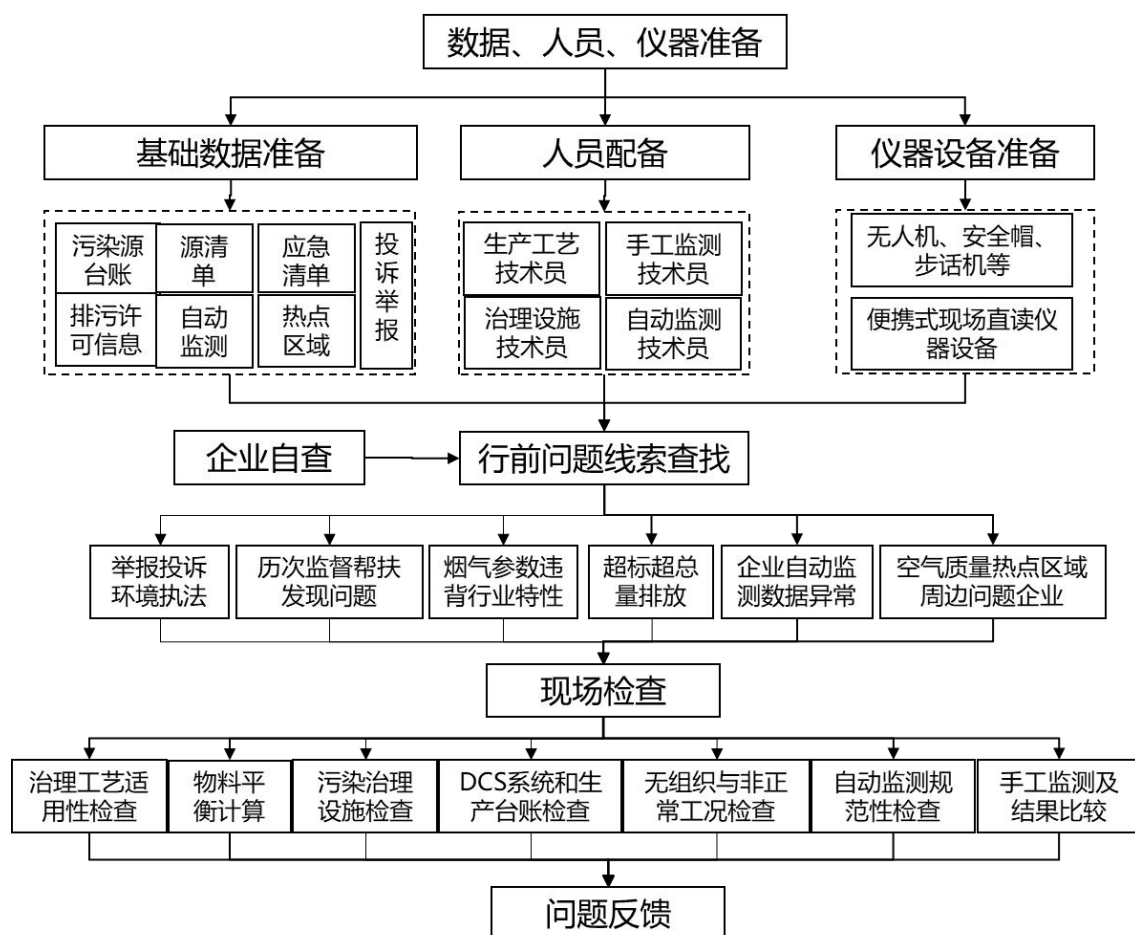 数据、人员、仪器准备
基础数据准备
人员配备
仪器设备准备
污染源
台账
源清
单
应急
清单
投
诉
举
报
排污许
可信息
自动
监测
热点
区域
生产工艺
技术员
手工监测
技术员
治理设施
技术员
自动监测
技术员
无人机、安全帽、
步话机等
便携式现场直读仪
器设备
企业自查
行前问题线索查找
举报投诉
环境执法
历次监督帮扶
发现问题
烟气参数违
背行业特性
超标超总
量排放
企业自动监
测数据异常
空气质量热点区域
周边问题企业
现场检查
治理工艺适
用性检查
物料平
衡计算
污染治理
设施检查
DCS系统和生
产台账检查
无组织与非正
常工况检查
自动监测规
范性检查
手工监测及
结果比较
问题反馈